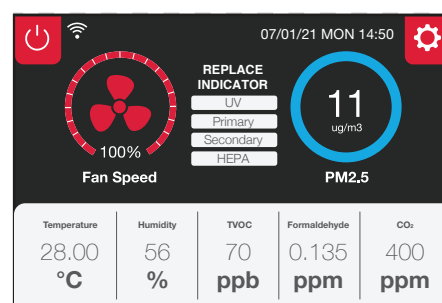 07/01/21 MON 14:50
REPLACE
INDICATOR
UV
Primary
Secondary
HEPA
100%
Fan Speed
11
ug/m3
PM2.5
Temperature
28.00
°C
Humidity
56
%
TVOC
70
ppb
Formaldehyde
0.135
ppm
CO₂
400
ppm